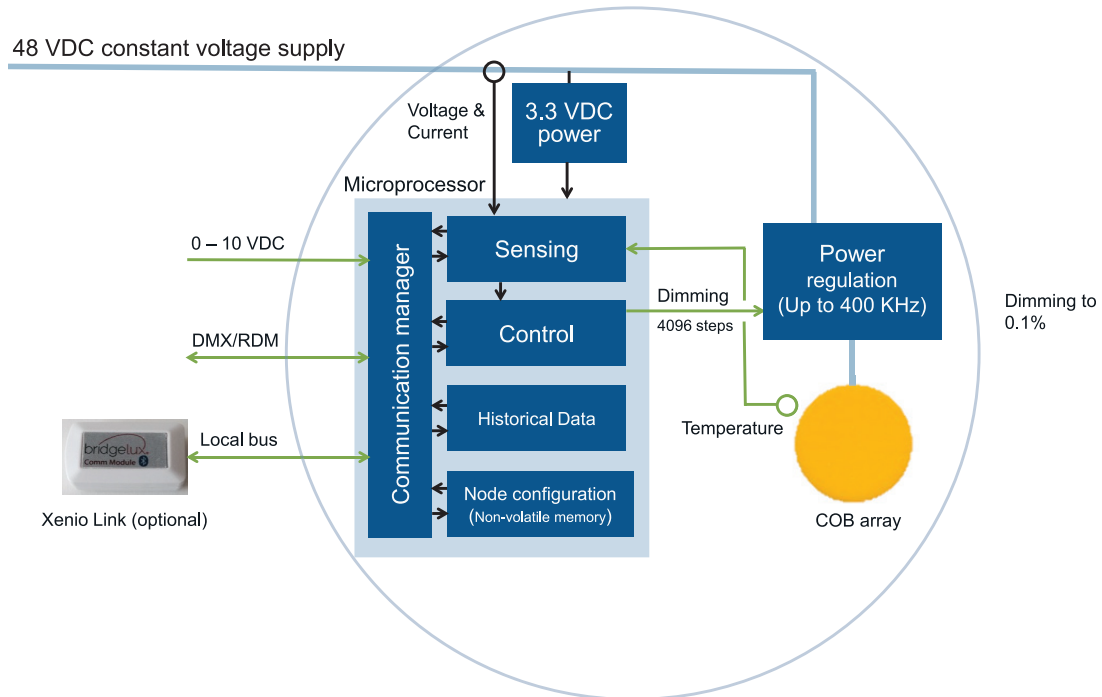 48 VDC constant voltage supply
Voltage &
Current
3.3 VDC
power
Microprocessor
Communication manager
Sensing
Control
Historical Data
Node configuration
(Non-volatile memory)
0 – 10 VDC
DMX/RDM
Local bus
bridgelux
Comm Module
Xenio Link (optional)
Dimming
4096 steps
Power
regulation
(Up to 400 KHz)
Dimming to
0.1%
Temperature
COB array